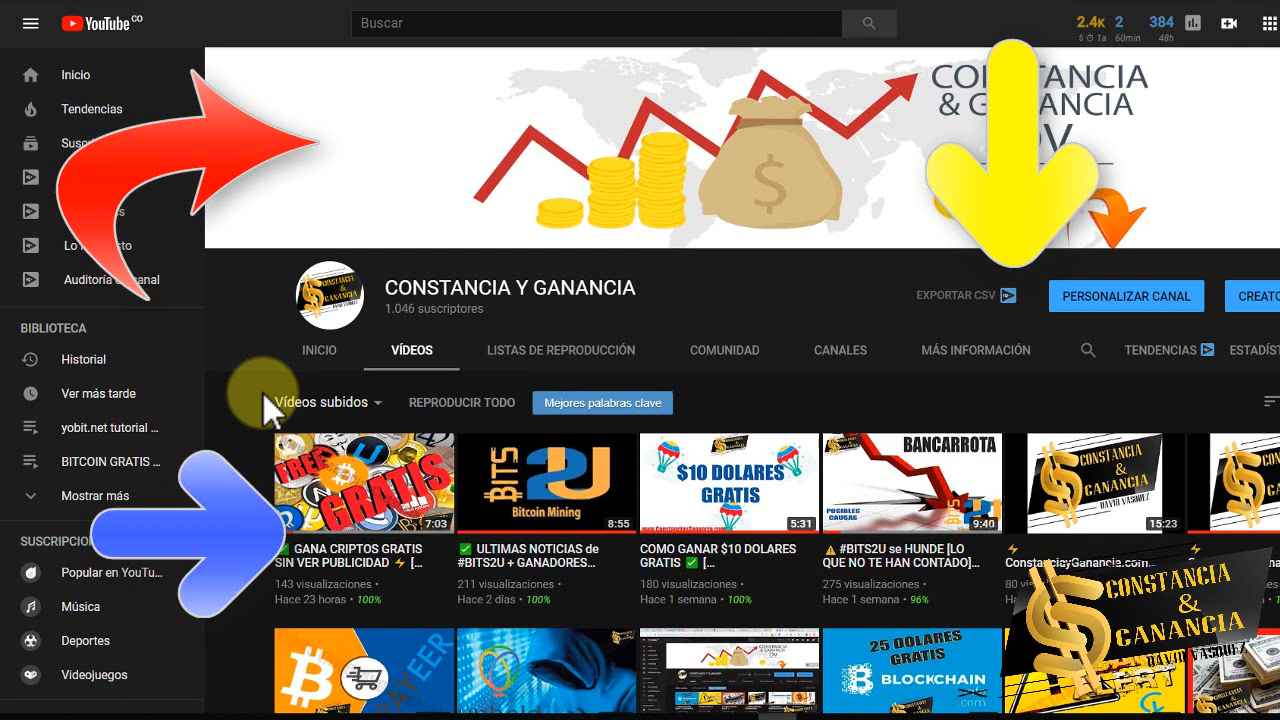 YouTube CO
Buscar
2.4K 2 384
$ 1a 60min 48h
Inicio
Tendencias
BIBLIOTECA
Historial
Ver más tarde
yobit.net tutorial ...
BITCOIN GRATIS ...
Mostrar más
Popular en YouTu...
Música
CONSTANCIA Y GANANCIA
1.046 suscriptores
EXPORTAR CSV
PERSONALIZAR CANAL
INICIO
VÍDEOS
LISTAS DE REPRODUCCIÓN
COMUNIDAD
CANALES
MÁS INFORMACIÓN
TENDENCIAS
Vídeos subidos
REPRODUCIR TODO
Mejores palabras clave
FREE
GRATIS
7:03
BITS
2U
Bitcoin Mining
8:55
$10 DOLARES
GRATIS
5:31
BANCARROTA
POSIBLES
CAUSAS
9:40
CONSTANCIA
&
GANANCIA
DAVID VASQUEZ
15:23
✅ GANA CRIPTOS GRATIS
SIN VER PUBLICIDAD ⚡ [...
143 visualizaciones •
Hace 23 horas • 100%
✅ ULTIMAS NOTICIAS de
#BITS2U + GANADORES...
211 visualizaciones •
Hace 2 días • 100%
COMO GANAR $10 DOLARES
GRATIS ✅ [...
180 visualizaciones •
Hace 1 semana • 100%
⚠ #BITS2U se HUNDE [LO
QUE NO TE HAN CONTADO]...
275 visualizaciones •
Hace 1 semana • 96%
⚡
ConstanciayGanancia.com...
25 DOLARES
GRATIS
BLOCKCHAIN
.com
CONSTANCIA
&
GANANCIA
DAVID VASQUEZ